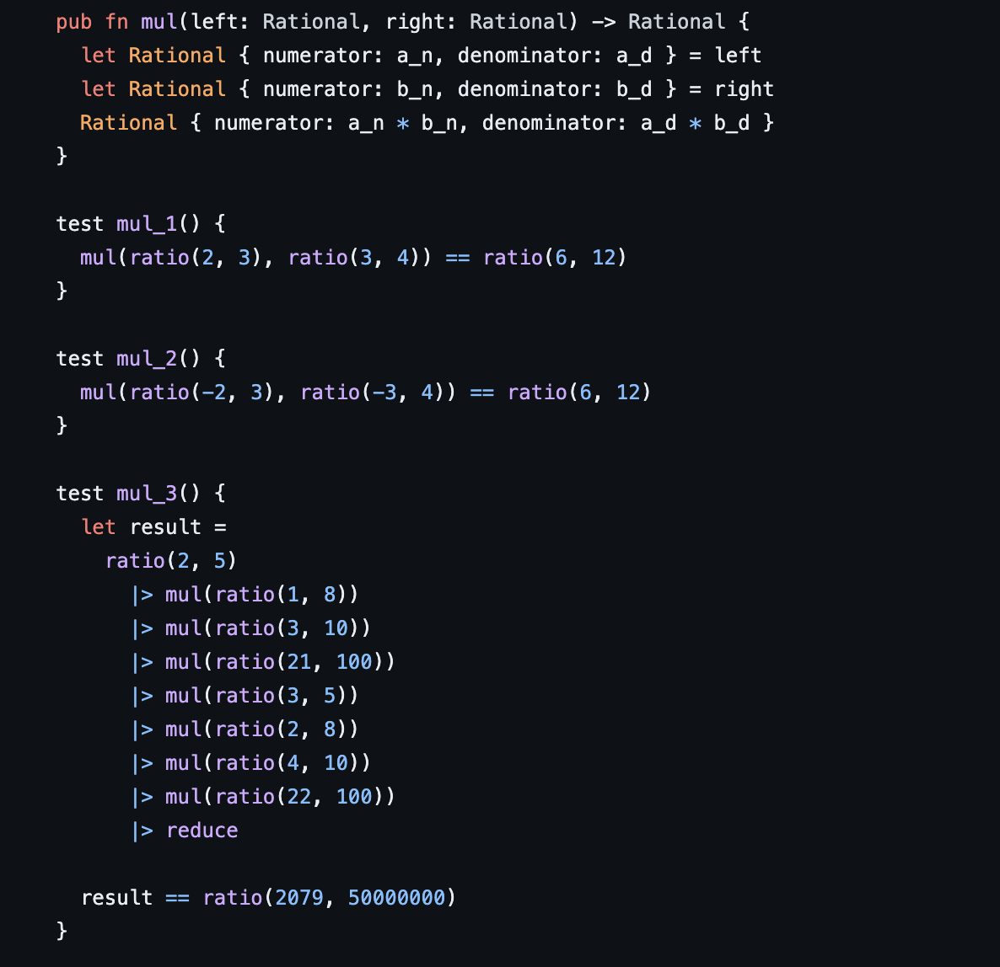 pub fn mul(left: Rational, right: Rational) -> Rational {
  let Rational { numerator: a_n, denominator: a_d } = left
  let Rational { numerator: b_n, denominator: b_d } = right
  Rational { numerator: a_n * b_n, denominator: a_d * b_d }
}

test mul_1() {
  mul(ratio(2, 3), ratio(3, 4)) == ratio(6, 12)
}

test mul_2() {
  mul(ratio(-2, 3), ratio(-3, 4)) == ratio(6, 12)
}

test mul_3() {
  let result =
    ratio(2, 5)
      |> mul(ratio(1, 8))
      |> mul(ratio(3, 10))
      |> mul(ratio(21, 100))
      |> mul(ratio(3, 5))
      |> mul(ratio(2, 8))
      |> mul(ratio(4, 10))
      |> mul(ratio(22, 100))
      |> reduce

  result == ratio(2079, 50000000)
}